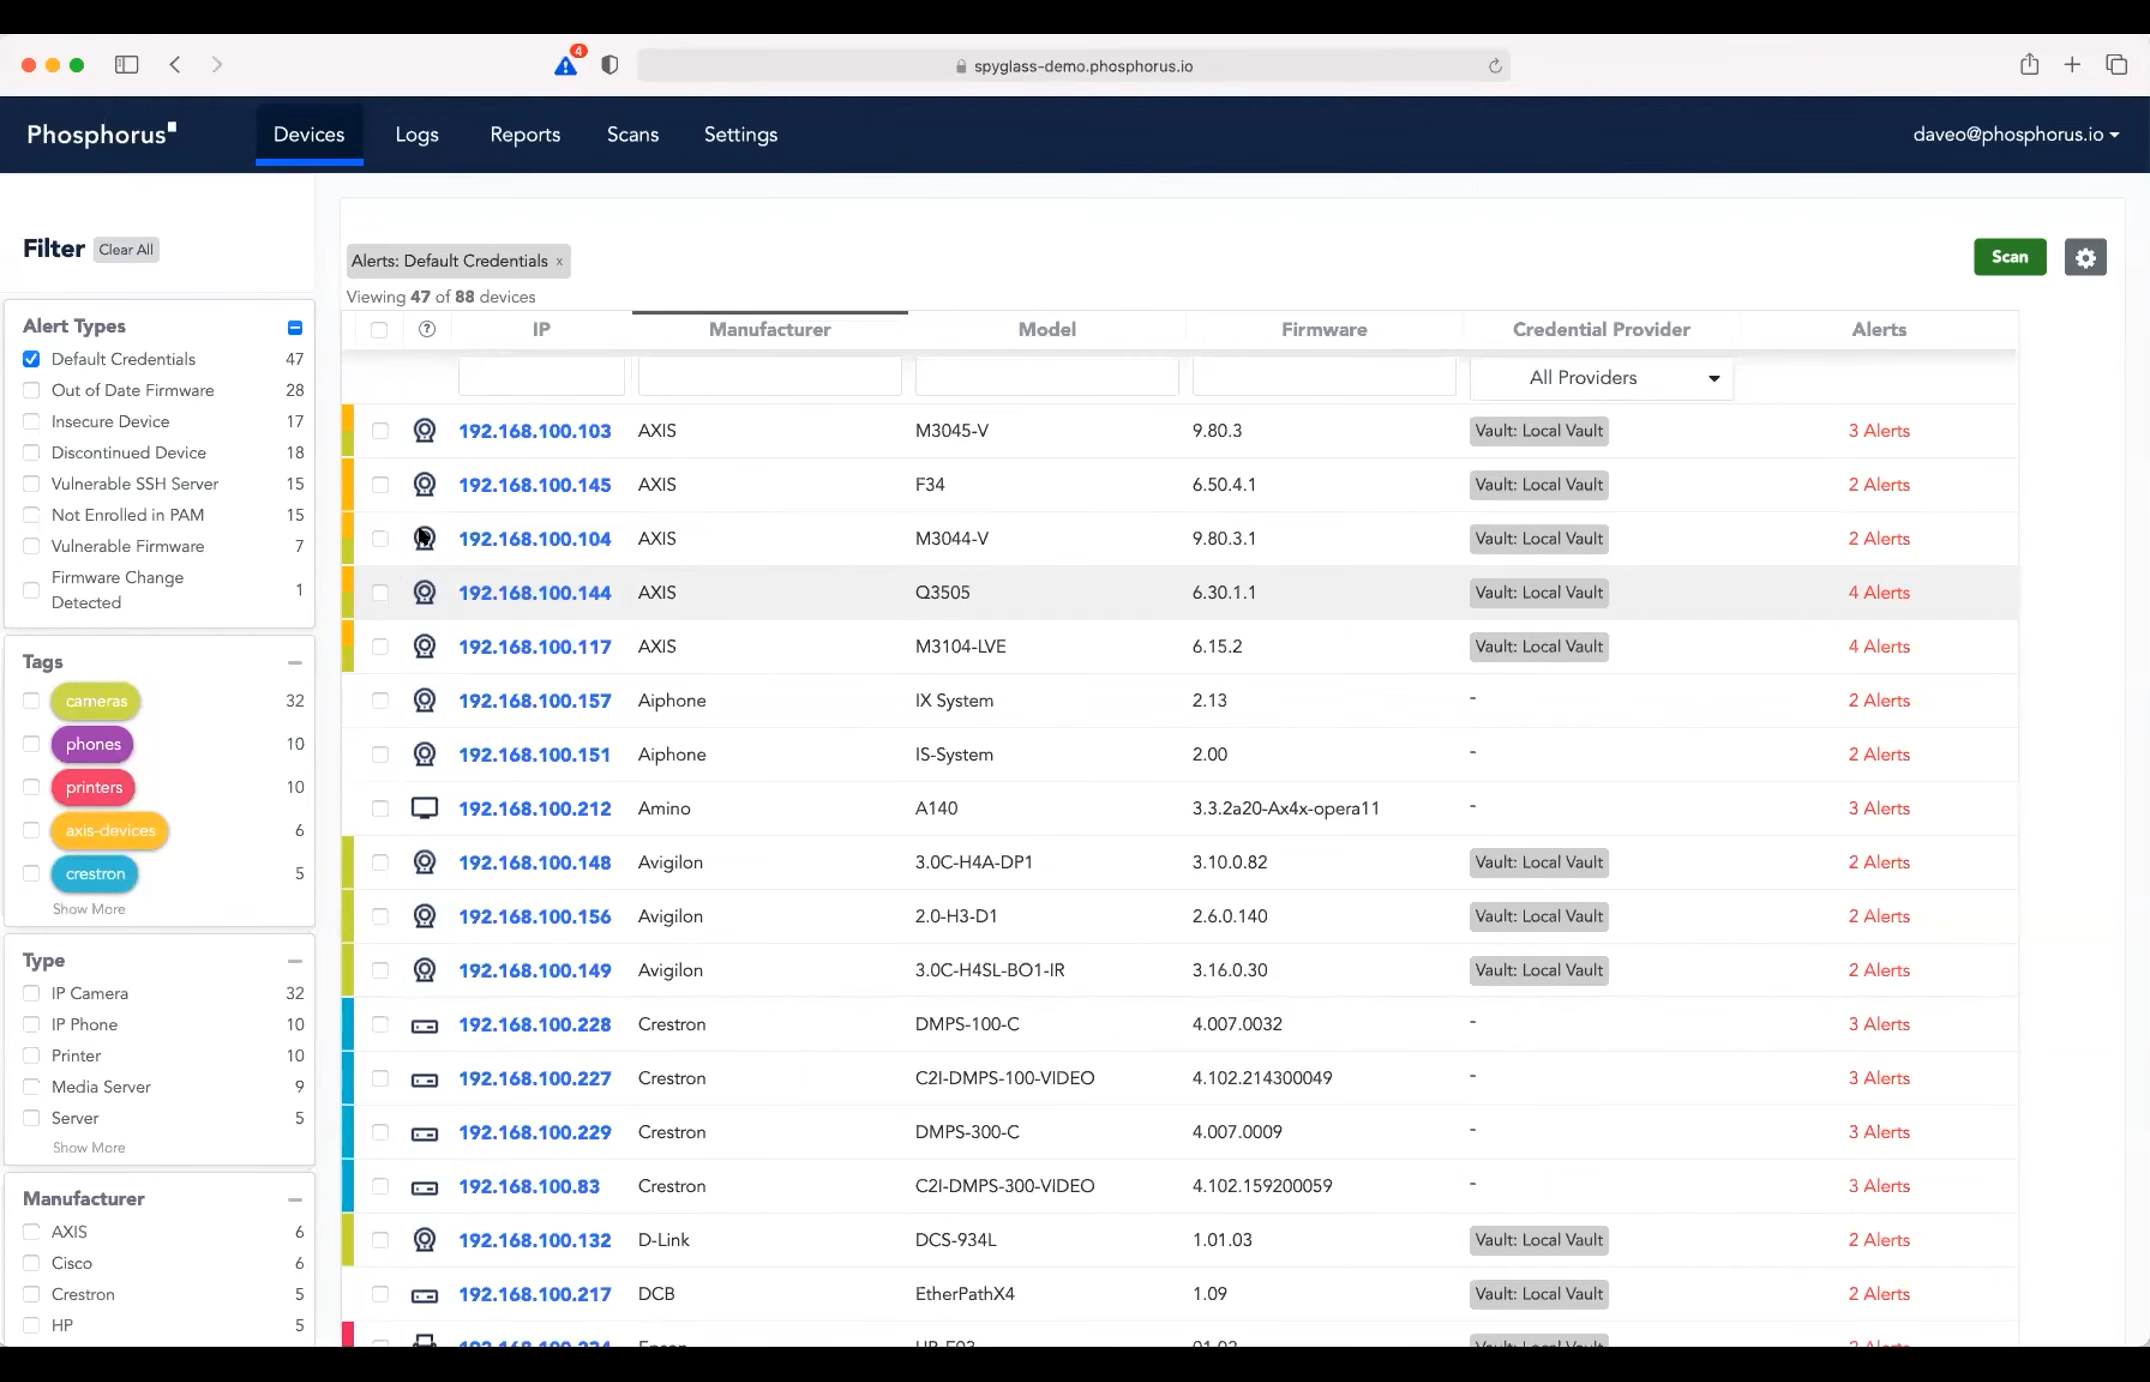 4
spyglass-demo.phosphorus.io
Phosphorus
Devices Logs Reports Scans Settings
daveo@phosphorus.io
Filter Clear All
Alert Types
Default Credentials 47
Out of Date Firmware 28
Insecure Device 17
Discontinued Device 18
Vulnerable SSH Server 15
Not Enrolled in PAM 15
Vulnerable Firmware 7
Firmware Change
Detected 1
Tags
cameras 32
phones 10
printers 10
axis-devices 6
crestron 5
Show More
Type
IP Camera 32
IP Phone 10
Printer 10
Media Server 9
Server 5
Show More
Manufacturer
AXIS 6
Cisco 6
Crestron 5
HP 5
Alerts: Default Credentials x
Scan
Viewing 47 of 88 devices
? IP Manufacturer Model Firmware Credential Provider Alerts
All Providers
192.168.100.103 AXIS M3045-V 9.80.3 Vault: Local Vault 3 Alerts
192.168.100.145 AXIS F34 6.50.4.1 Vault: Local Vault 2 Alerts
192.168.100.104 AXIS M3044-V 9.80.3.1 Vault: Local Vault 2 Alerts
192.168.100.144 AXIS Q3505 6.30.1.1 Vault: Local Vault 4 Alerts
192.168.100.117 AXIS M3104-LVE 6.15.2 Vault: Local Vault 4 Alerts
192.168.100.157 Aiphone IX System 2.13 - 2 Alerts
192.168.100.151 Aiphone IS-System 2.00 - 2 Alerts
192.168.100.212 Amino A140 3.3.2a20-Ax4x-opera11 - 3 Alerts
192.168.100.148 Avigilon 3.0C-H4A-DP1 3.10.0.82 Vault: Local Vault 2 Alerts
192.168.100.156 Avigilon 2.0-H3-D1 2.6.0.140 Vault: Local Vault 2 Alerts
192.168.100.149 Avigilon 3.0C-H4SL-BO1-IR 3.16.0.30 Vault: Local Vault 2 Alerts
192.168.100.228 Crestron DMPS-100-C 4.007.0032 - 3 Alerts
192.168.100.227 Crestron C2I-DMPS-100-VIDEO 4.102.214300049 - 3 Alerts
192.168.100.229 Crestron DMPS-300-C 4.007.0009 - 3 Alerts
192.168.100.83 Crestron C2I-DMPS-300-VIDEO 4.102.159200059 - 3 Alerts
192.168.100.132 D-Link DCS-934L 1.01.03 Vault: Local Vault 2 Alerts
192.168.100.217 DCB EtherPathX4 1.09 Vault: Local Vault 2 Alerts
Vault: Local Vault